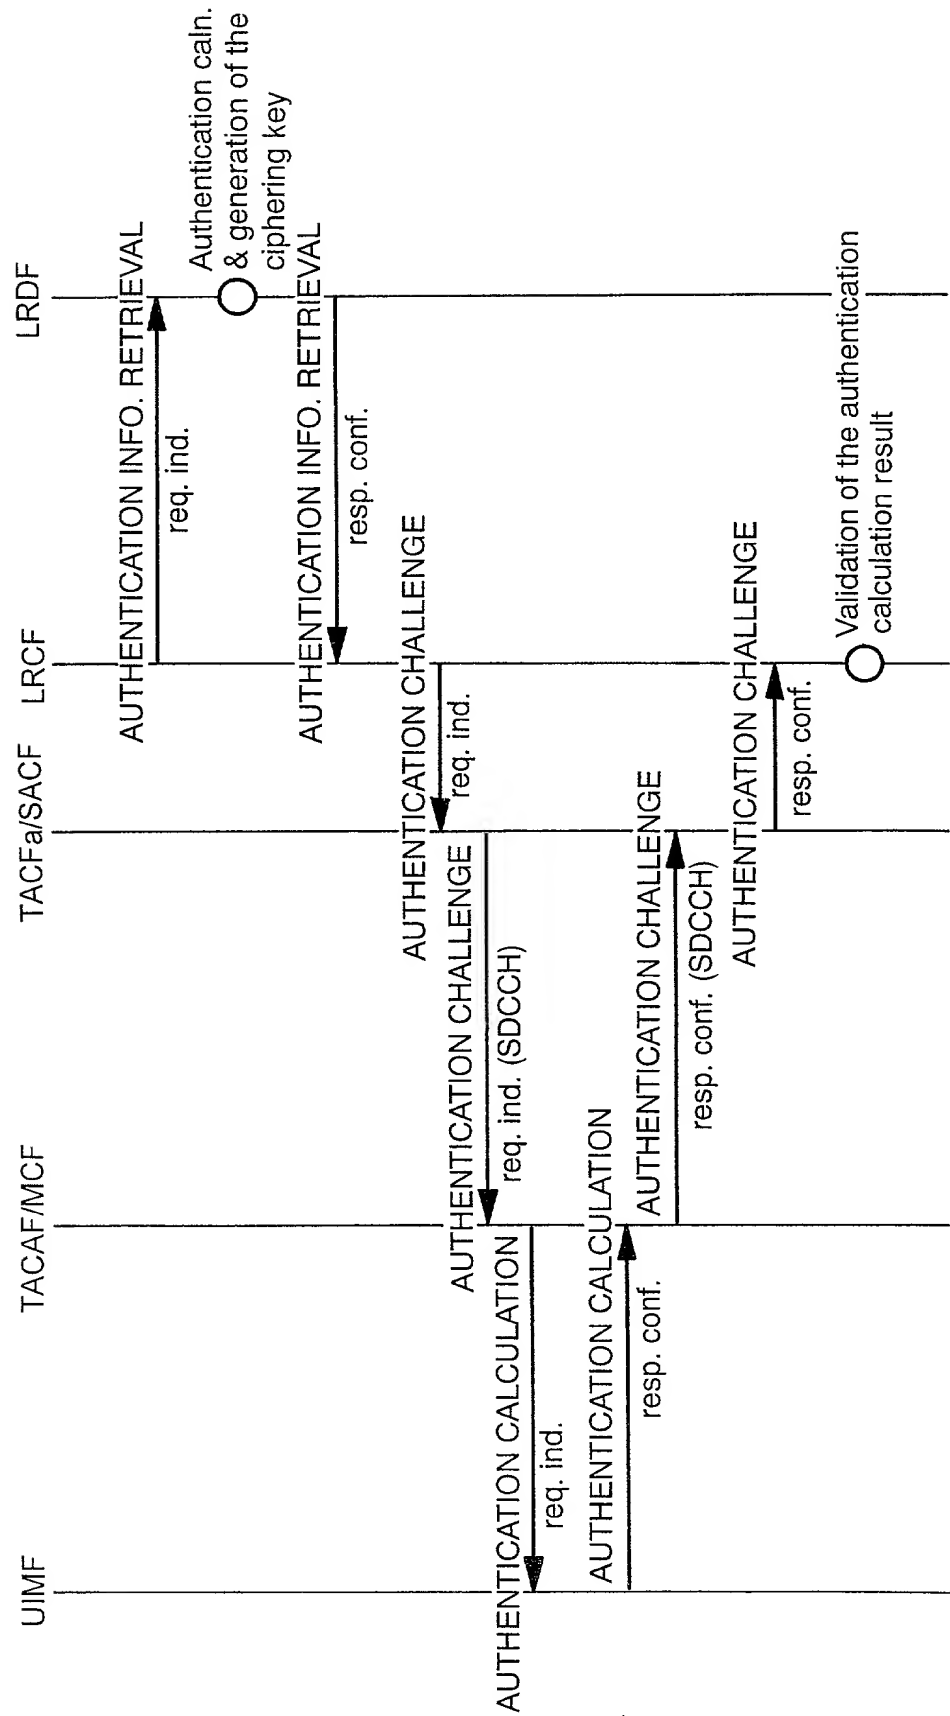 UIMF
TACAF/MCF
TACFa/SACF
LRCF
LRDF
AUTHENTICATION INFO. RETRIEVAL
req. ind.
Authentication caln.
& generation of the
ciphering key
AUTHENTICATION INFO. RETRIEVAL
resp. conf.
AUTHENTICATION CHALLENGE
req. ind.
AUTHENTICATION CHALLENGE
req. ind. (SDCCH)
AUTHENTICATION CALCULATION
req. ind.
AUTHENTICATION CALCULATION
resp. conf.
AUTHENTICATION CHALLENGE
resp. conf. (SDCCH)
AUTHENTICATION CHALLENGE
resp. conf.
Validation of the authentication
calculation result